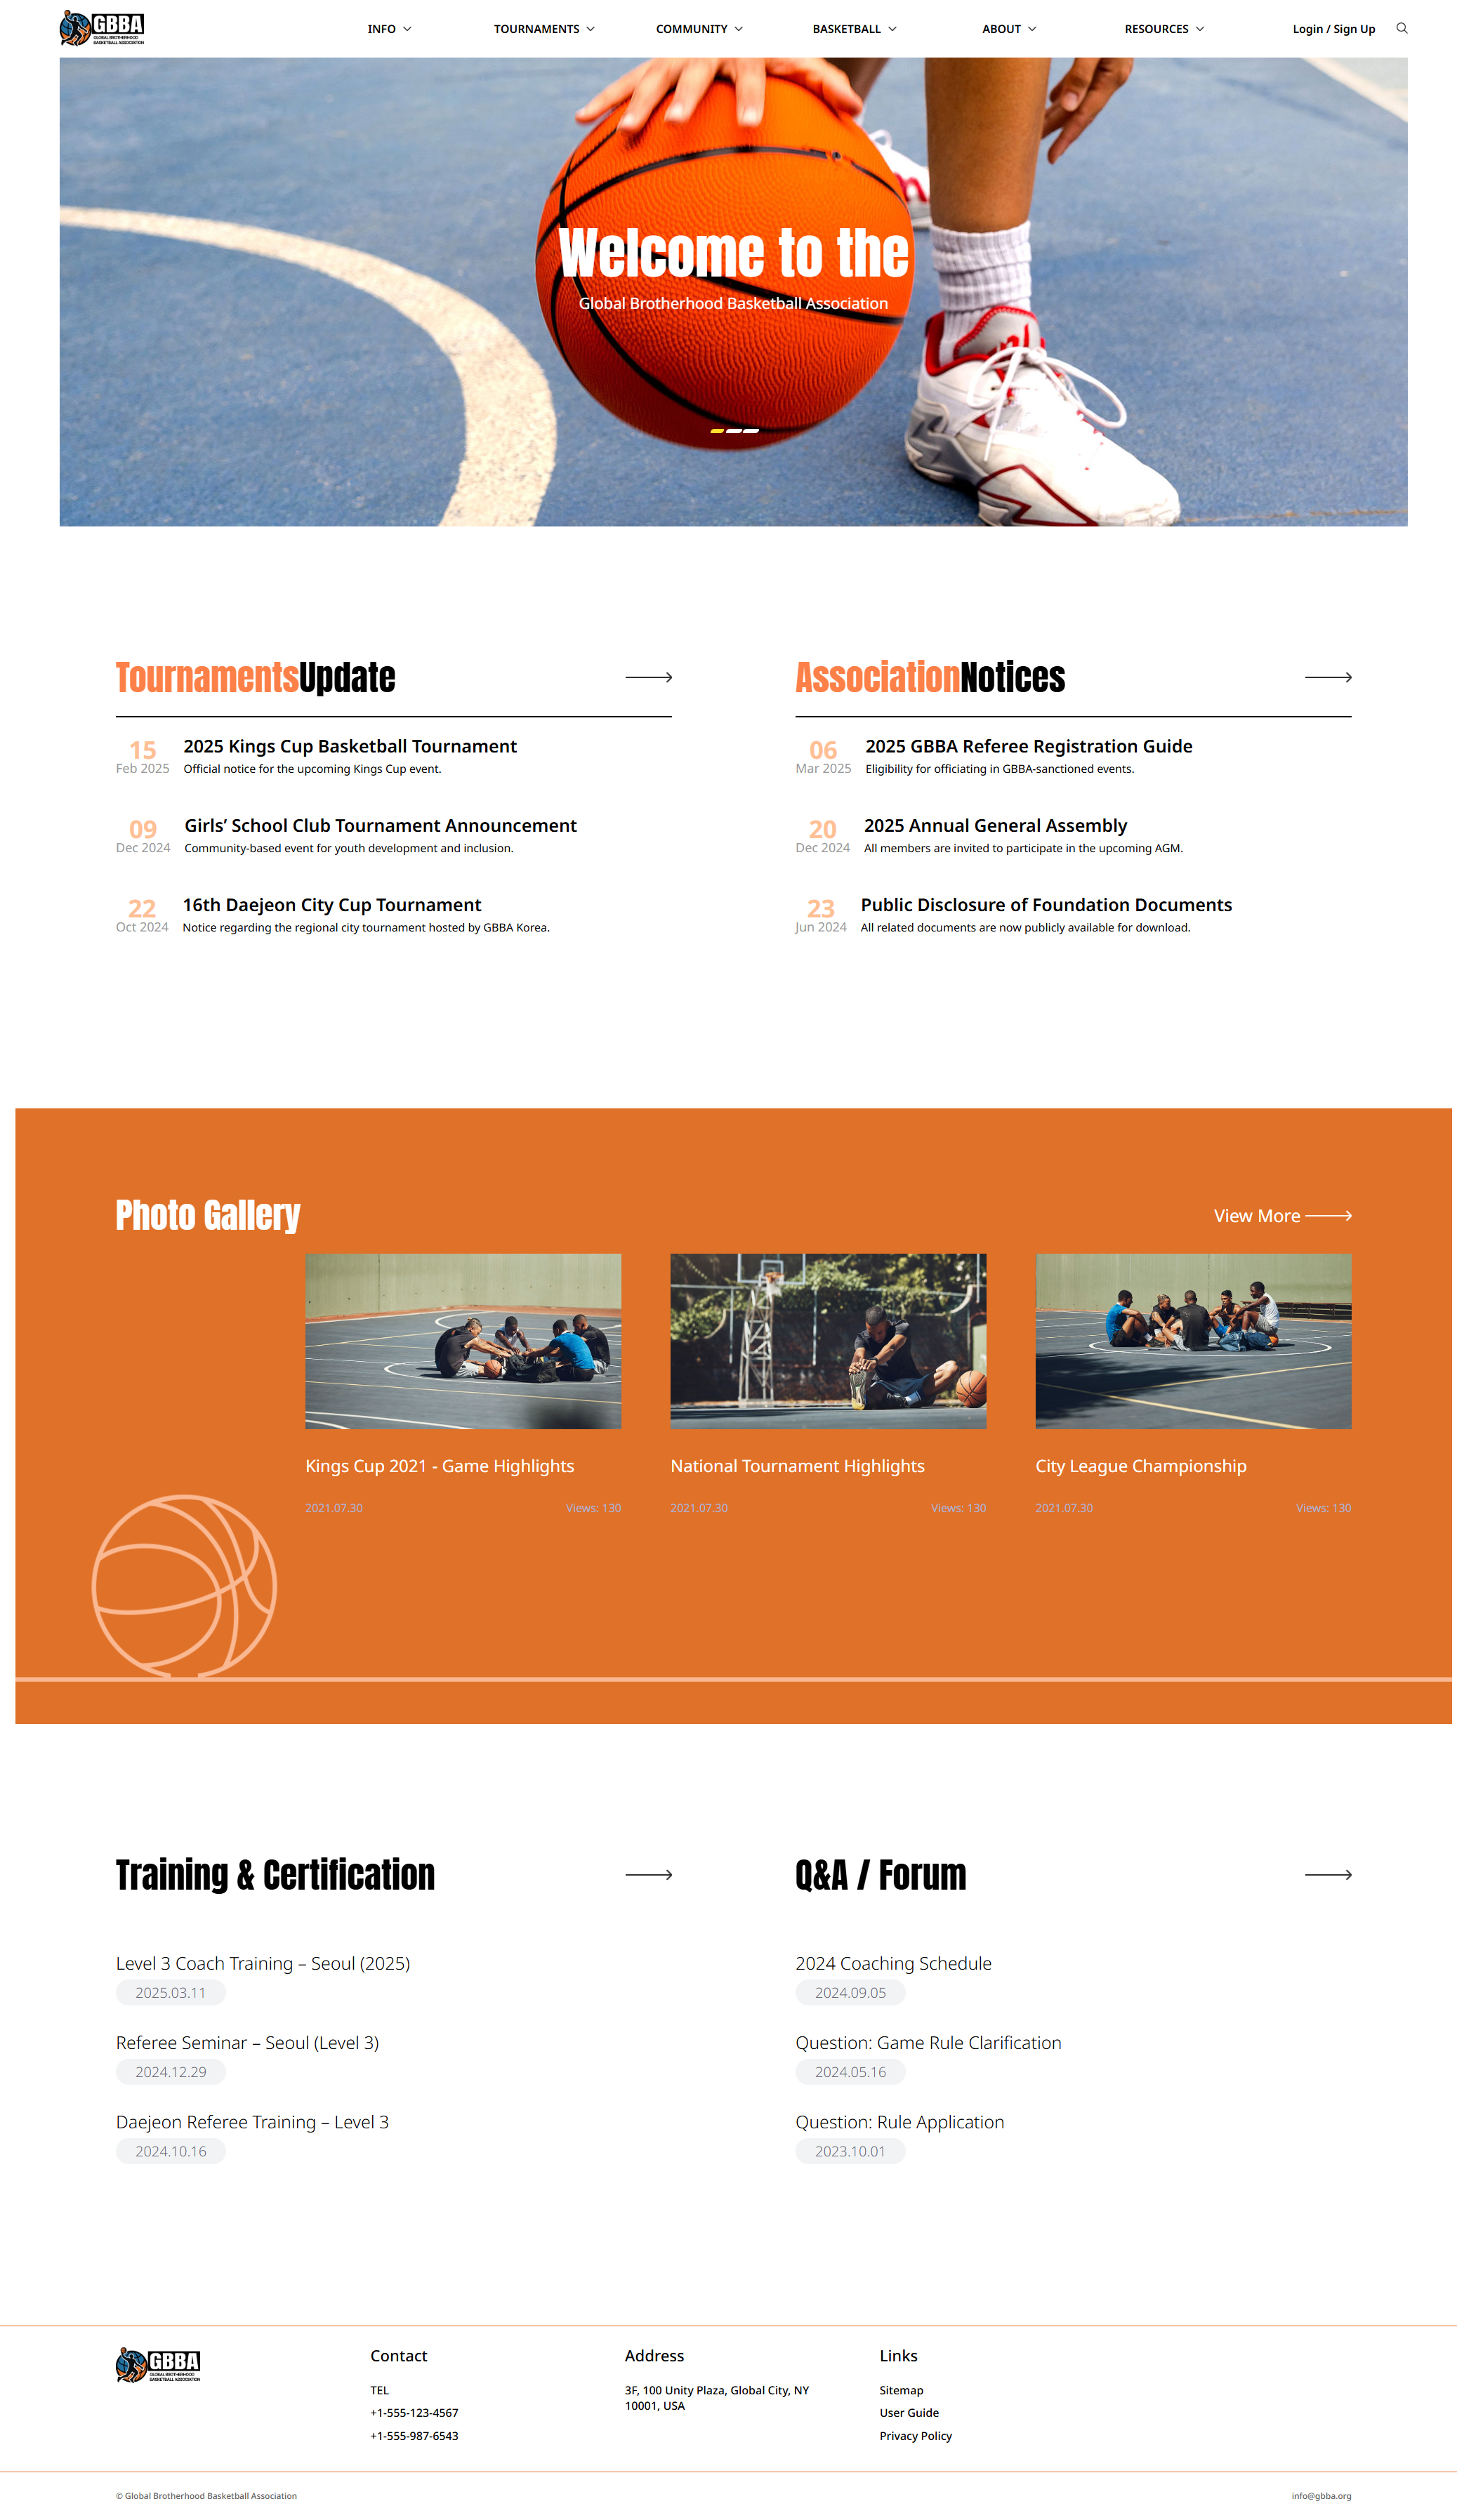 GBBA
GLOBAL BROTHERHOOD
BASKETBALL ASSOCIATION
INFO
TOURNAMENTS
COMMUNITY
BASKETBALL
ABOUT
RESOURCES
Login / Sign Up
Welcome to the
Global Brotherhood Basketball Association
TournamentsUpdate
15
Feb 2025
2025 Kings Cup Basketball Tournament
Official notice for the upcoming Kings Cup event.
09
Dec 2024
Girls’ School Club Tournament Announcement
Community-based event for youth development and inclusion.
22
Oct 2024
16th Daejeon City Cup Tournament
Notice regarding the regional city tournament hosted by GBBA Korea.
AssociationNotices
06
Mar 2025
2025 GBBA Referee Registration Guide
Eligibility for officiating in GBBA-sanctioned events.
20
Dec 2024
2025 Annual General Assembly
All members are invited to participate in the upcoming AGM.
23
Jun 2024
Public Disclosure of Foundation Documents
All related documents are now publicly available for download.
Photo Gallery
View More
Kings Cup 2021 - Game Highlights
2021.07.30
Views: 130
National Tournament Highlights
2021.07.30
Views: 130
City League Championship
2021.07.30
Views: 130
Training & Certification
Level 3 Coach Training – Seoul (2025)
2025.03.11
Referee Seminar – Seoul (Level 3)
2024.12.29
Daejeon Referee Training – Level 3
2024.10.16
Q&A / Forum
2024 Coaching Schedule
2024.09.05
Question: Game Rule Clarification
2024.05.16
Question: Rule Application
2023.10.01
GBBA
GLOBAL BROTHERHOOD
BASKETBALL ASSOCIATION
Contact
TEL
+1-555-123-4567
+1-555-987-6543
Address
3F, 100 Unity Plaza, Global City, NY
10001, USA
Links
Sitemap
User Guide
Privacy Policy
© Global Brotherhood Basketball Association
info@gbba.org